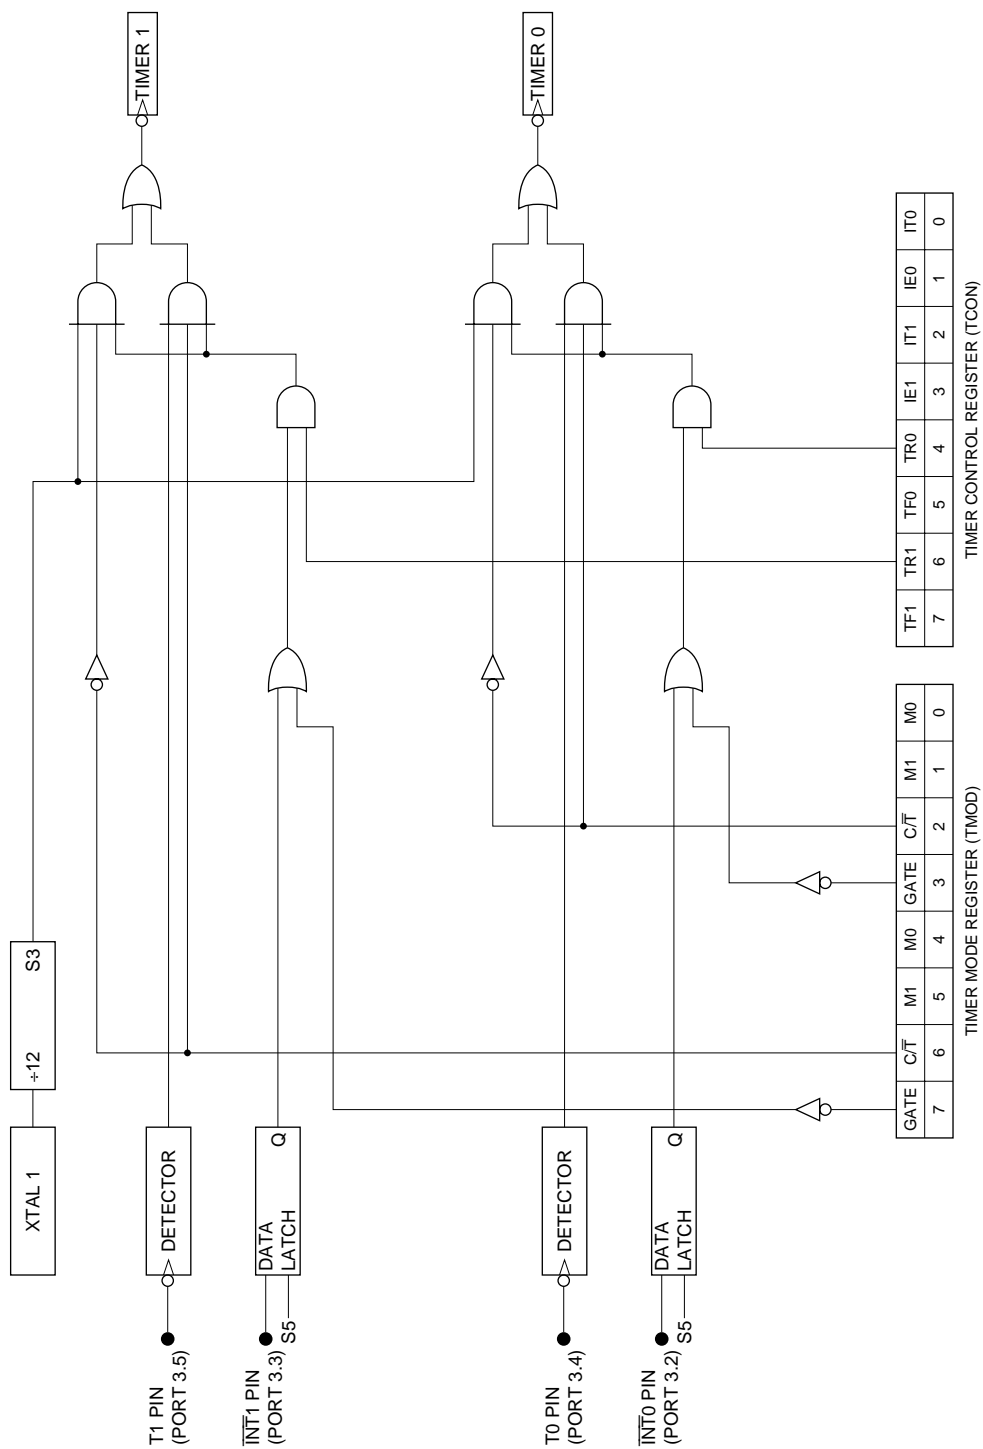 XTAL 1
÷12
S3
TIMER 1
T1 PIN
(PORT 3.5)
DETECTOR
INT1 PIN
(PORT 3.3)
S5
DATA
LATCH
Q
TIMER 0
T0 PIN
(PORT 3.4)
DETECTOR
INT0 PIN
(PORT 3.2)
S5
DATA
LATCH
Q
GATE C/T M1 M0 GATE C/T M1 M0
7 6 5 4 3 2 1 0
TIMER MODE REGISTER (TMOD)
TF1 TR1 TF0 TR0 IE1 IT1 IE0 IT0
7 6 5 4 3 2 1 0
TIMER CONTROL REGISTER (TCON)